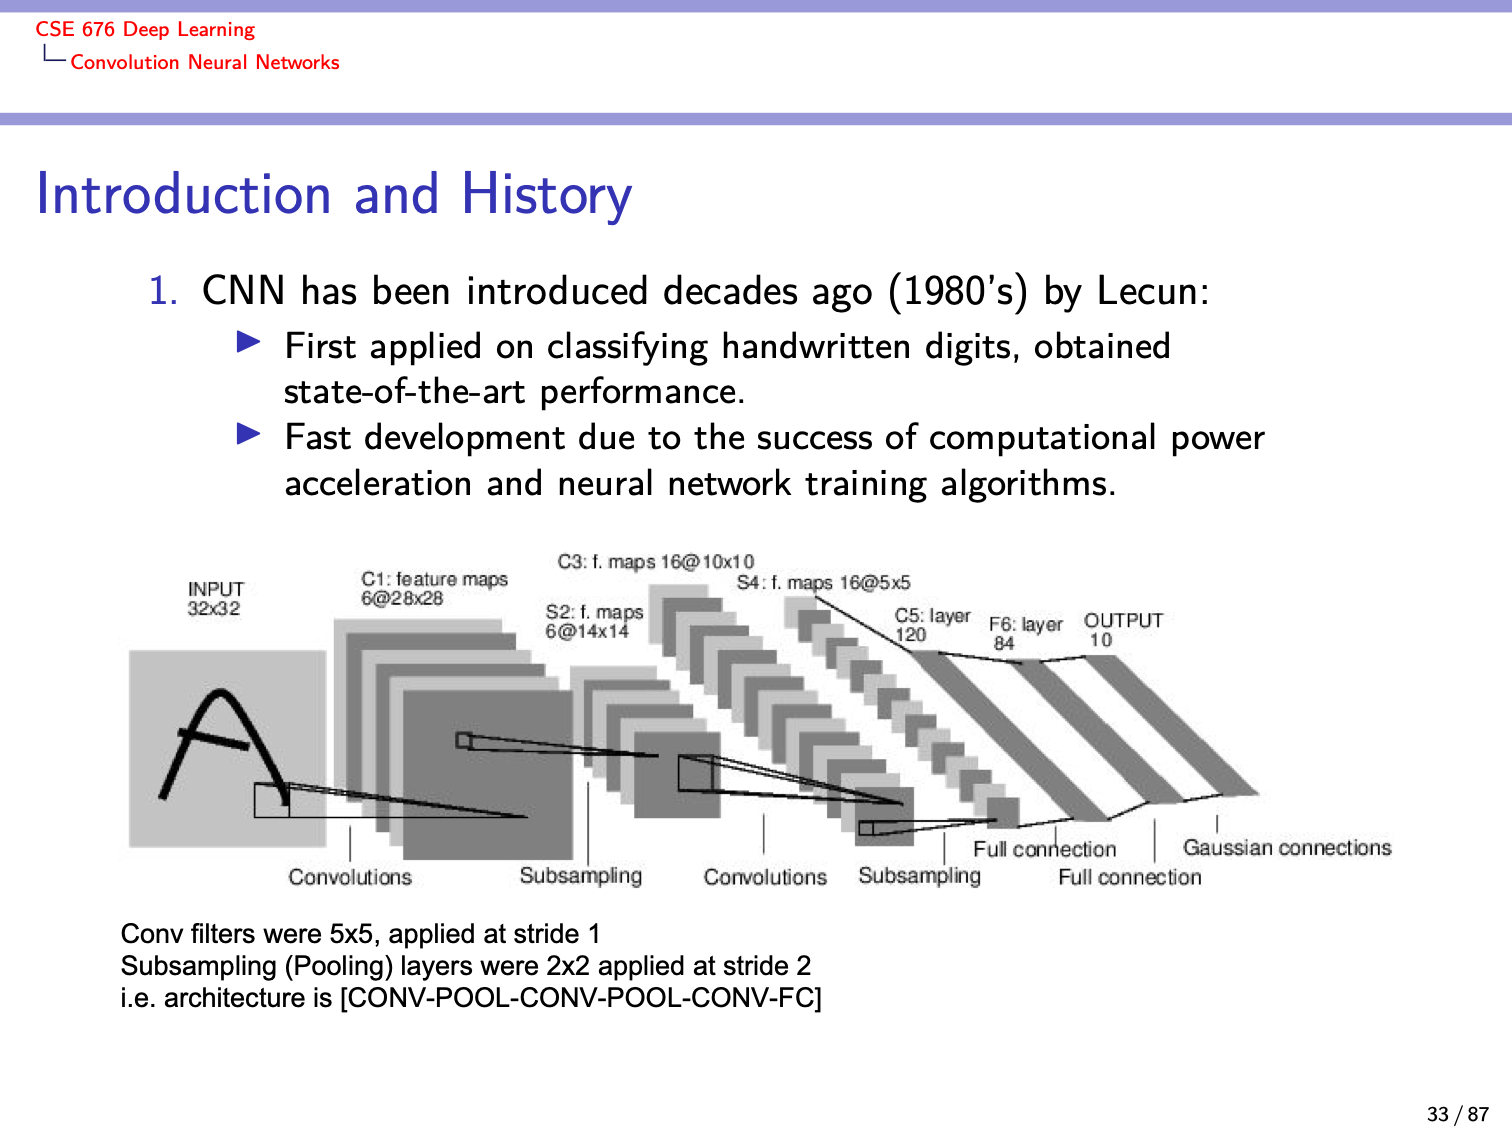 CSE 676 Deep Learning
Convolution Neural Networks
Introduction and History
1. CNN has been introduced decades ago (1980's) by Lecun:
▶ First applied on classifying handwritten digits, obtained
state-of-the-art performance.
▶ Fast development due to the success of computational power
acceleration and neural network training algorithms.
INPUT
32x32
C1: feature maps
6@28x28
S2: f. maps
6@14x14
C3: f. maps 16@10x10
S4: f. maps 16@5x5
C5: layer
120
F6: layer
84
OUTPUT
10
A
Convolutions
Subsampling
Convolutions
Subsampling
Full connection
Full connection
Gaussian connections
Conv filters were 5x5, applied at stride 1
Subsampling (Pooling) layers were 2x2 applied at stride 2
i.e. architecture is [CONV-POOL-CONV-POOL-CONV-FC]
33 / 87